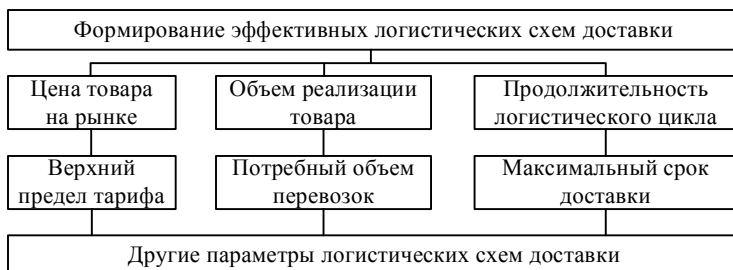 Формирование эффективных логистических схем доставки
Цена товара
на рынке
Объем реализации
товара
Продолжительность
логистического цикла
Верхний
предел тарифа
Потребный объем
перевозок
Максимальный срок
доставки
Другие параметры логистических схем доставки